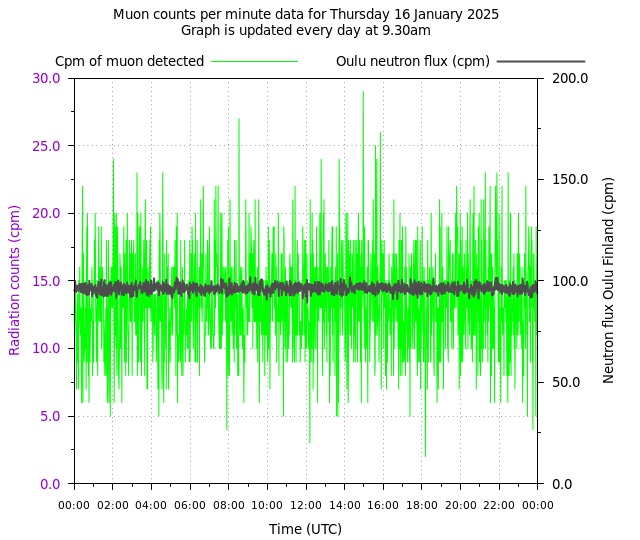 Muon counts per minute data for Thursday 16 January 2025
Graph is updated every day at 9.30am
Cpm of muon detected
Oulu neutron flux (cpm)
30.0
25.0
20.0
15.0
10.0
5.0
0.0
Radiation counts (cpm)
200.0
150.0
100.0
50.0
0.0
Neutron flux Oulu Finland (cpm)
00:00 02:00 04:00 06:00 08:00 10:00 12:00 14:00 16:00 18:00 20:00 22:00 00:00
Time (UTC)